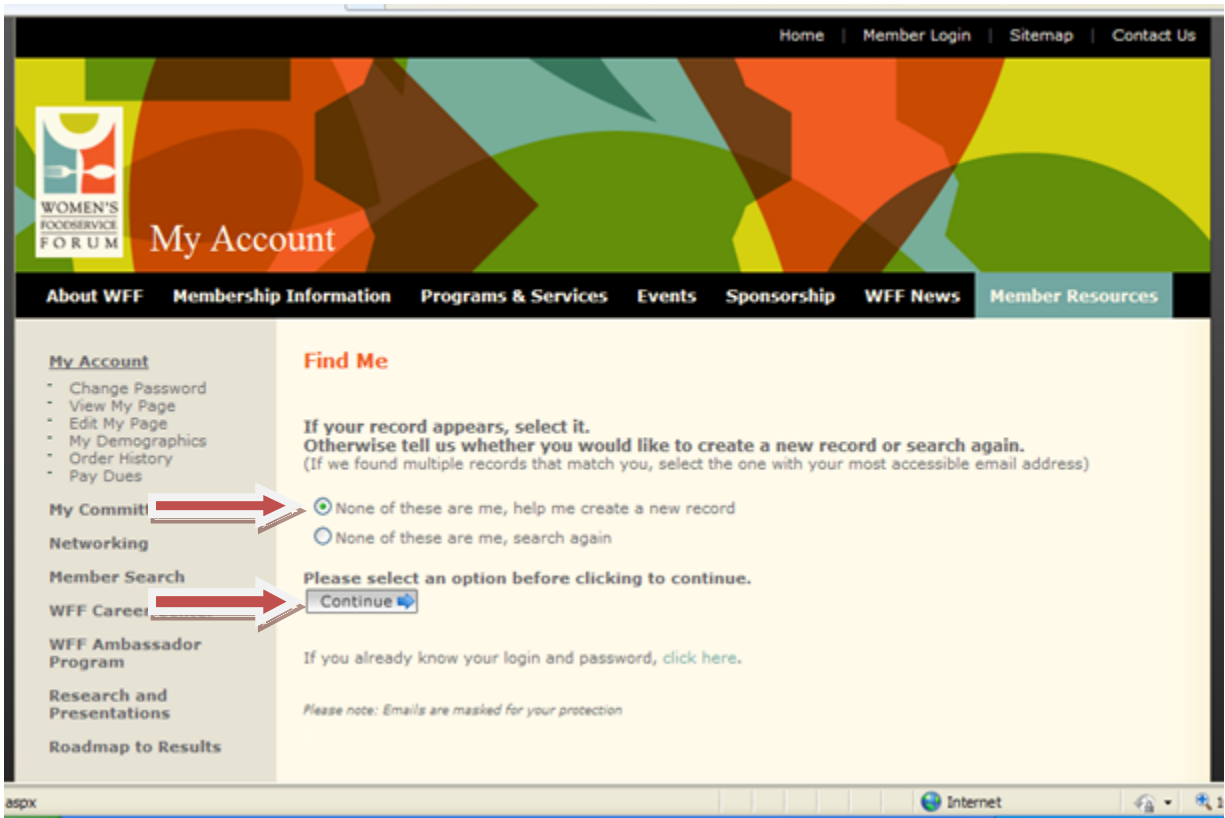 Home | Member Login | Sitemap | Contact Us
WOMEN'S
FOODSERVICE
FORUM
My Account
About WFF Membership Information Programs & Services Events Sponsorship WFF News Member Resources
My Account
- Change Password
- View My Page
- Edit My Page
- My Demographics
- Order History
- Pay Dues
My Committ
Networking
Member Search
WFF Career
WFF Ambassador
Program
Research and
Presentations
Roadmap to Results
Find Me
If your record appears, select it.
Otherwise tell us whether you would like to create a new record or search again.
(If we found multiple records that match you, select the one with your most accessible email address)
None of these are me, help me create a new record
None of these are me, search again
Please select an option before clicking to continue.
Continue
If you already know your login and password, click here.
Please note: Emails are masked for your protection
aspx
Internet
1